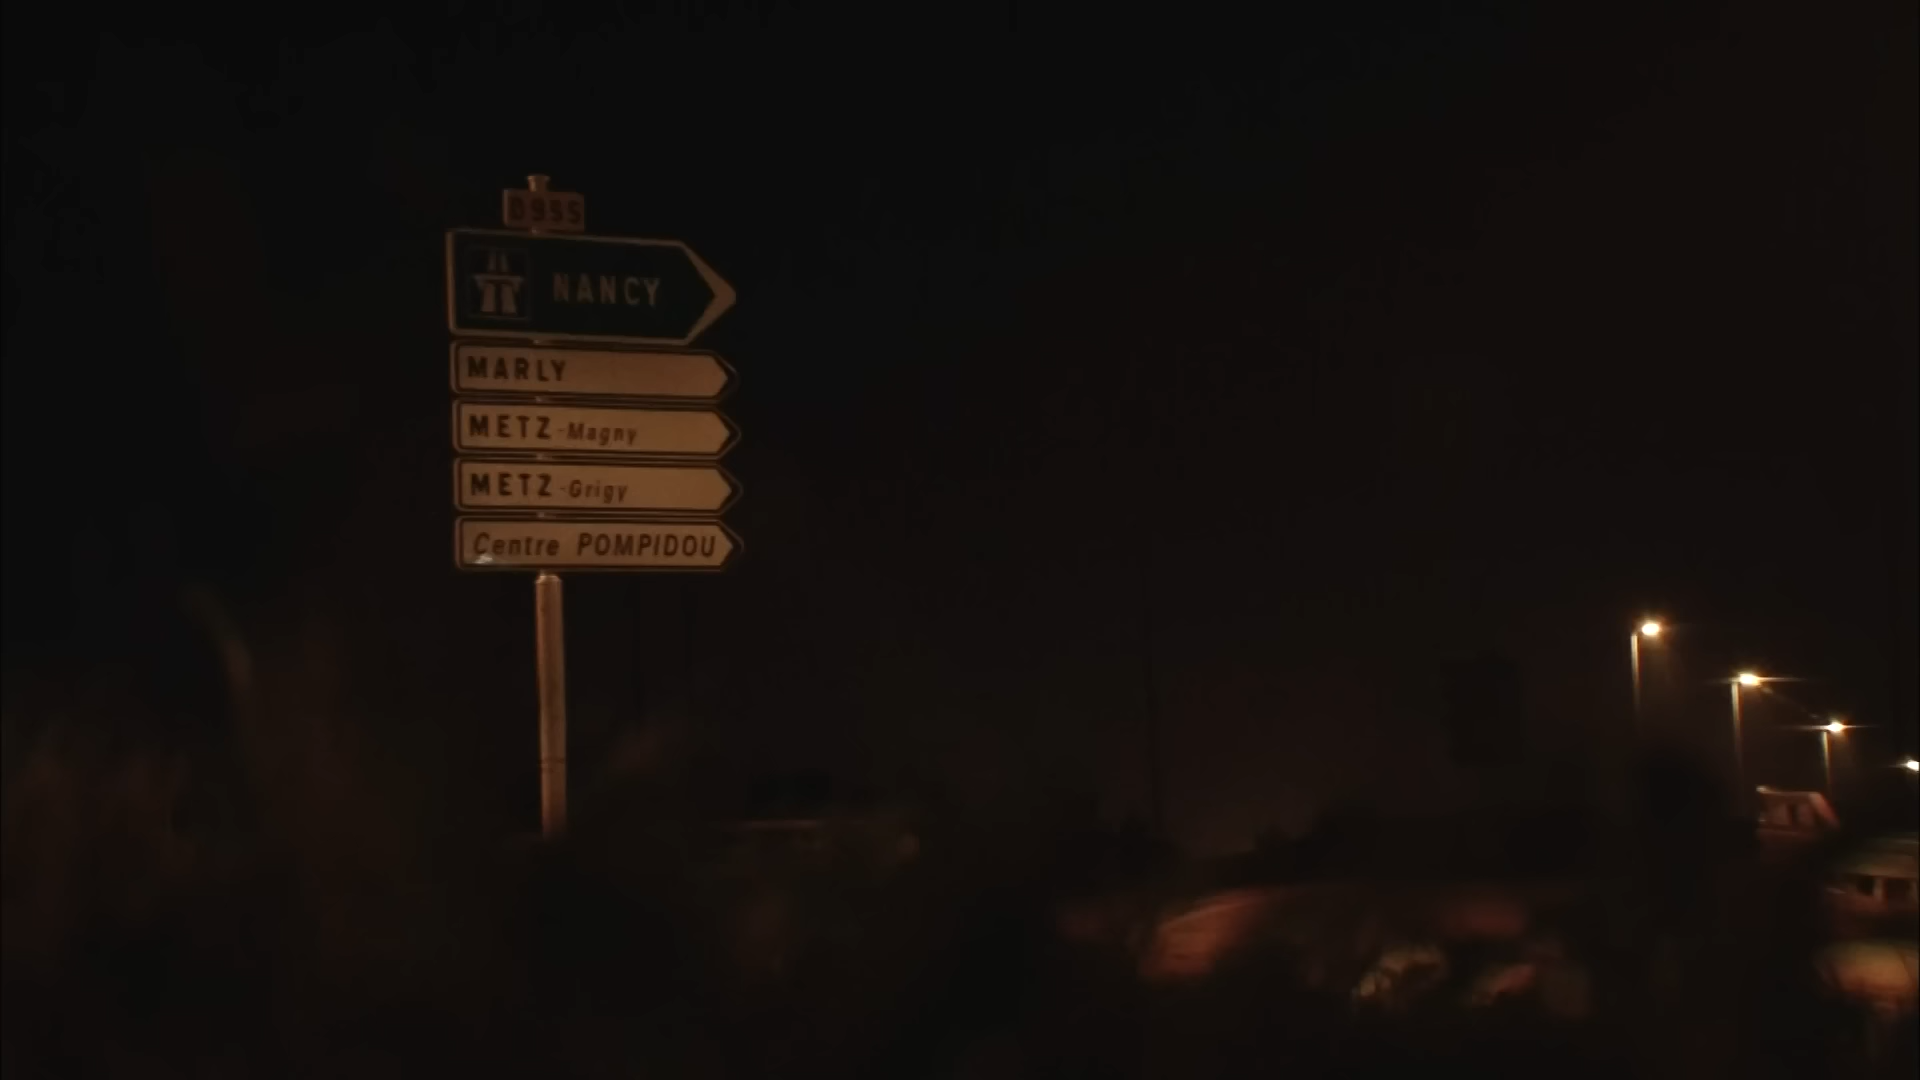 D955
NANCY
MARLY
METZ-Magny
METZ-Grigy
Centre POMPIDOU